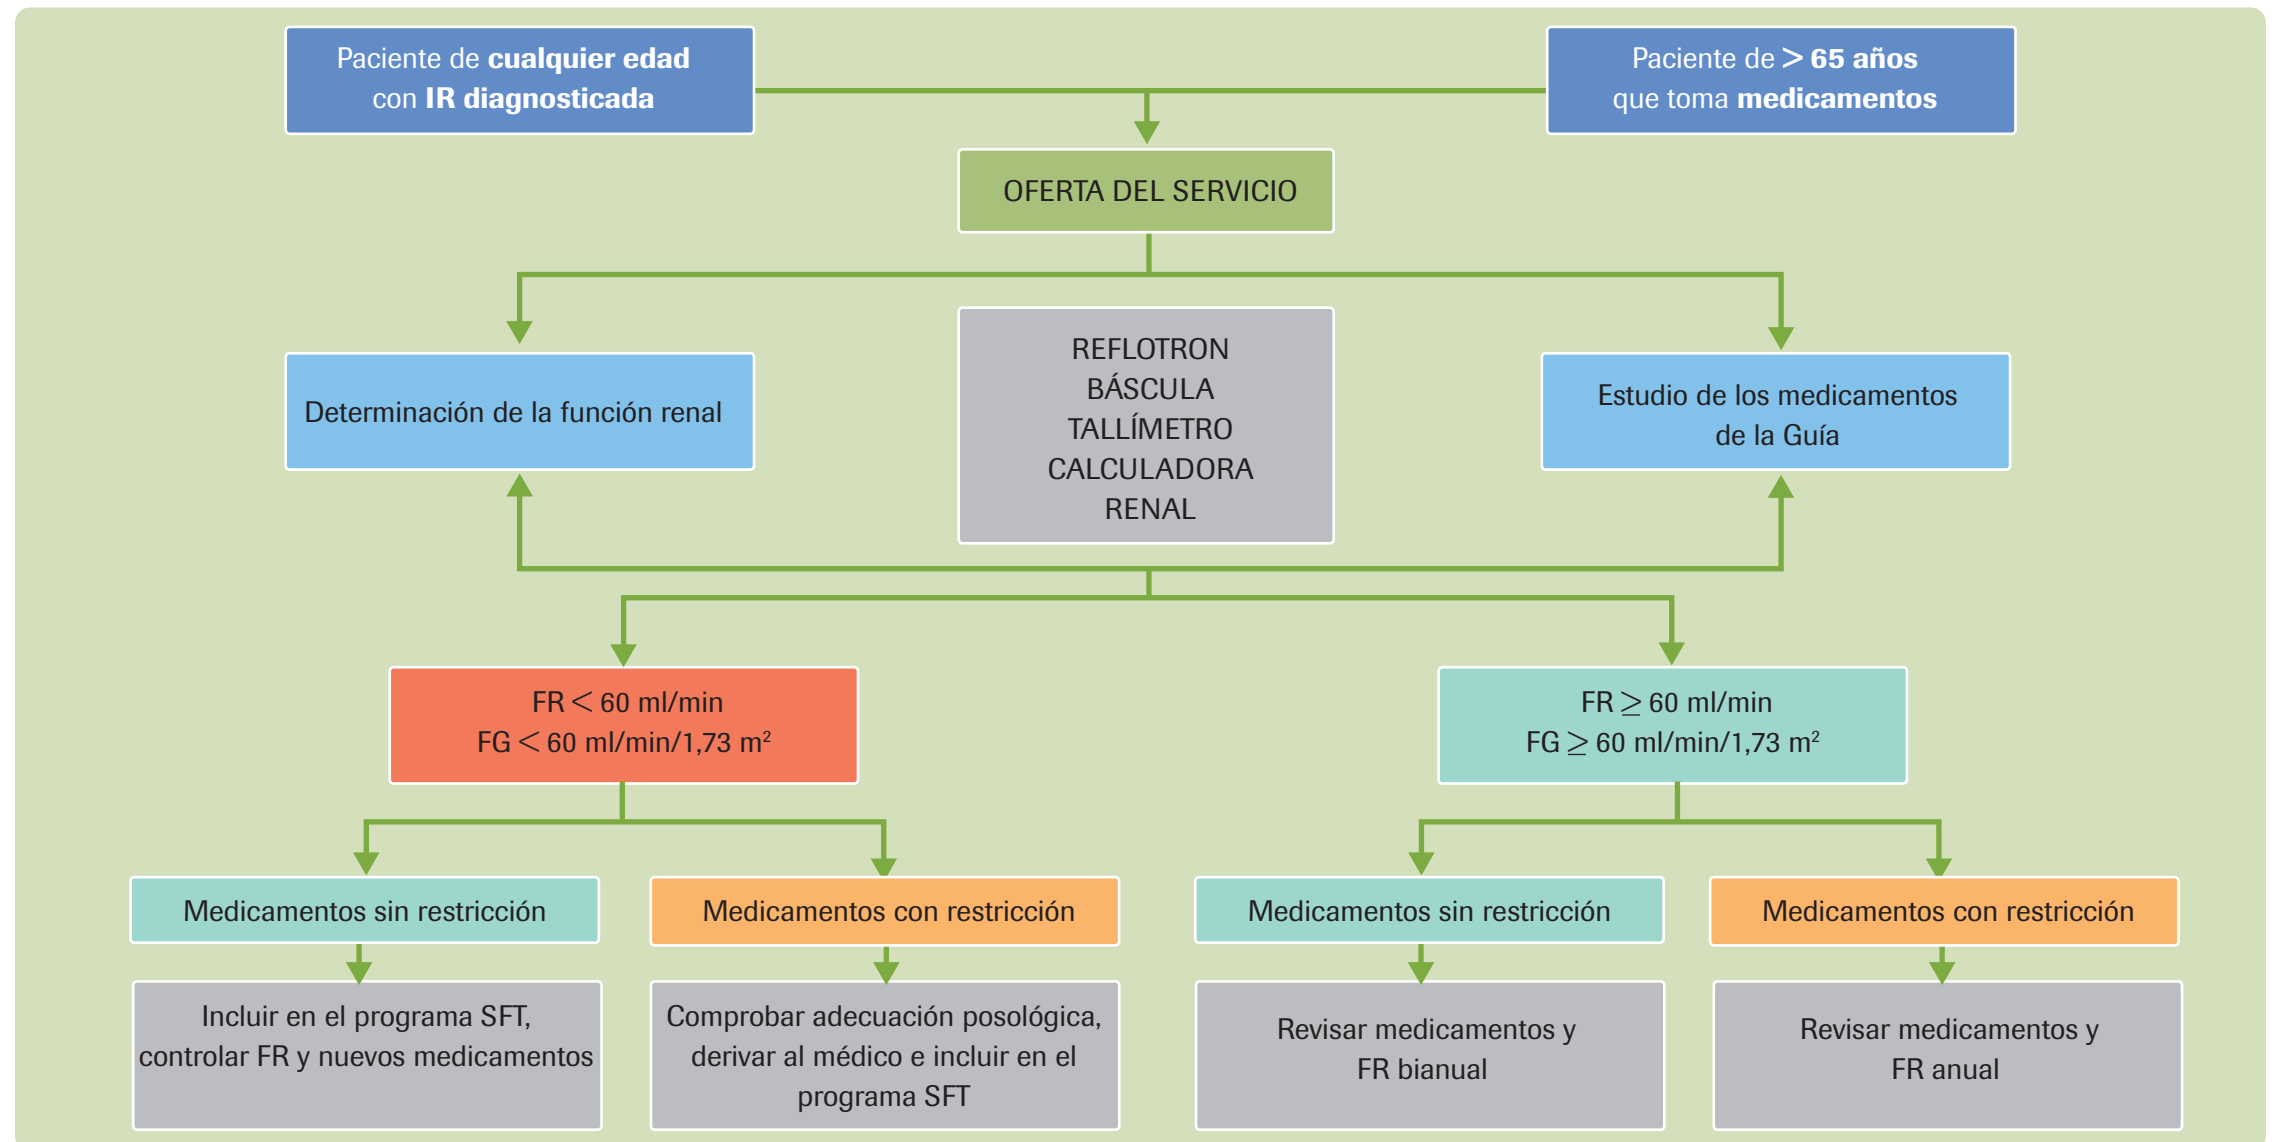 Paciente de cualquier edad
con IR diagnosticada
Paciente de > 65 años
que toma medicamentos
OFERTA DEL SERVICIO
Determinación de la función renal
REFLOTRON
BÁSCULA
TALLÍMETRO
CALCULADORA
RENAL
Estudio de los medicamentos
de la Guía
FR < 60 ml/min
FG < 60 ml/min/1,73 m²
FR ≥ 60 ml/min
FG ≥ 60 ml/min/1,73 m²
Medicamentos sin restricción
Medicamentos con restricción
Medicamentos sin restricción
Medicamentos con restricción
Incluir en el programa SFT,
controlar FR y nuevos medicamentos
Comprobar adecuación posológica,
derivar al médico e incluir en el
programa SFT
Revisar medicamentos y
FR bianual
Revisar medicamentos y
FR anual